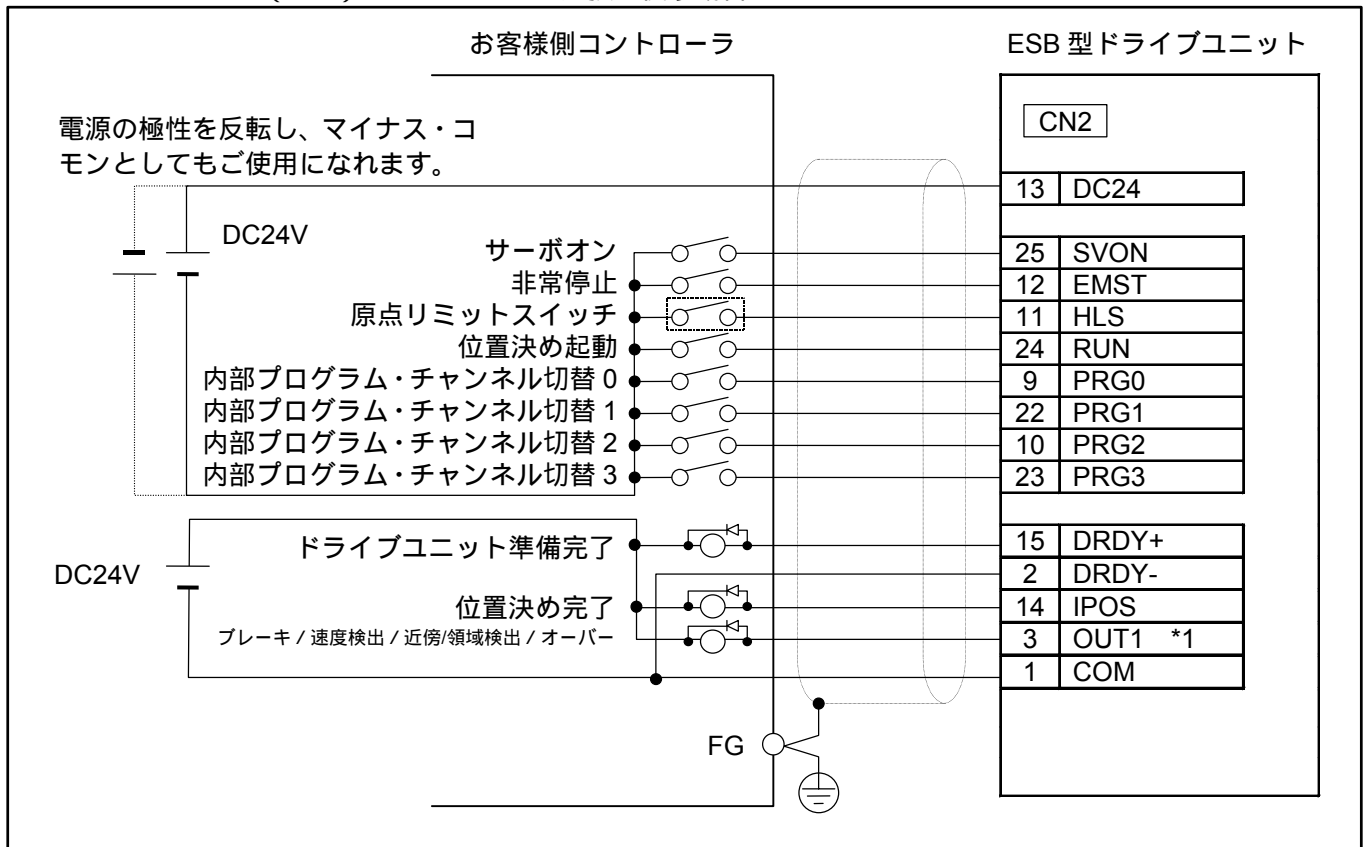 お客様側コントローラ
ESB 型ドライブユニット
CN2
電源の極性を反転し、マイナス・コ
モンとしてもご使用になれます。
13 DC24
DC24V
サーボオン
25 SVON
非常停止
12 EMST
原点リミットスイッチ
11 HLS
位置決め起動
24 RUN
内部プログラム・チャンネル切替 0
9 PRG0
内部プログラム・チャンネル切替 1
22 PRG1
内部プログラム・チャンネル切替 2
10 PRG2
内部プログラム・チャンネル切替 3
23 PRG3
ドライブユニット準備完了
15 DRDY+
DC24V
2 DRDY-
位置決め完了
14 IPOS
ブレーキ / 速度検出 / 近傍/領域検出 / オーバー
3 OUT1 *1
1 COM
FG